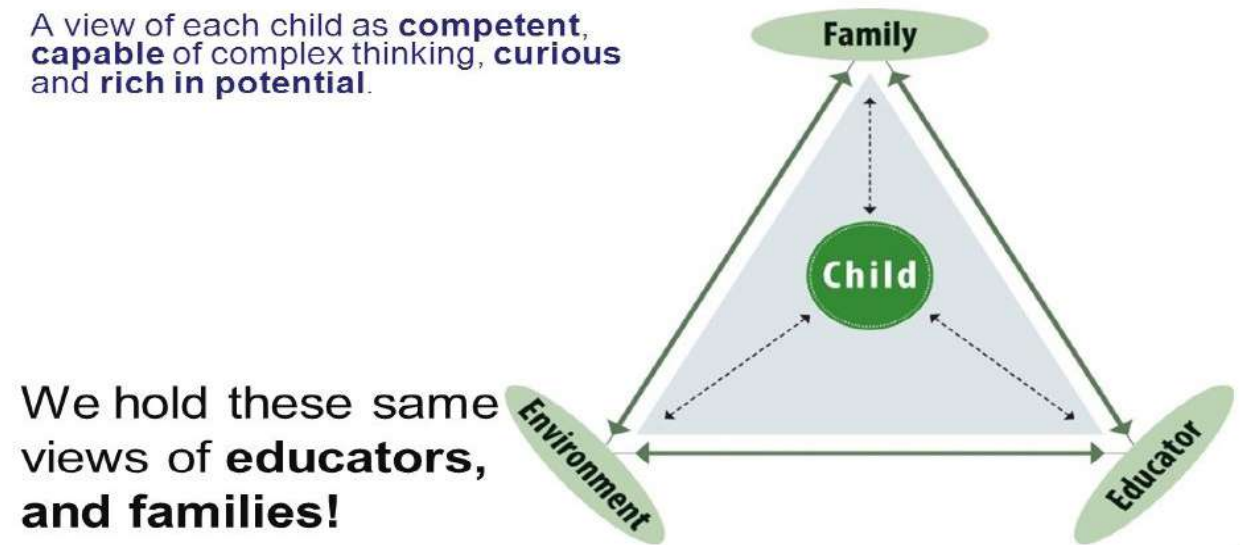 A view of each child as competent,
capable of complex thinking, curious
and rich in potential.
Family
Child
We hold these same
views of educators,
and families!
Environment
Educator